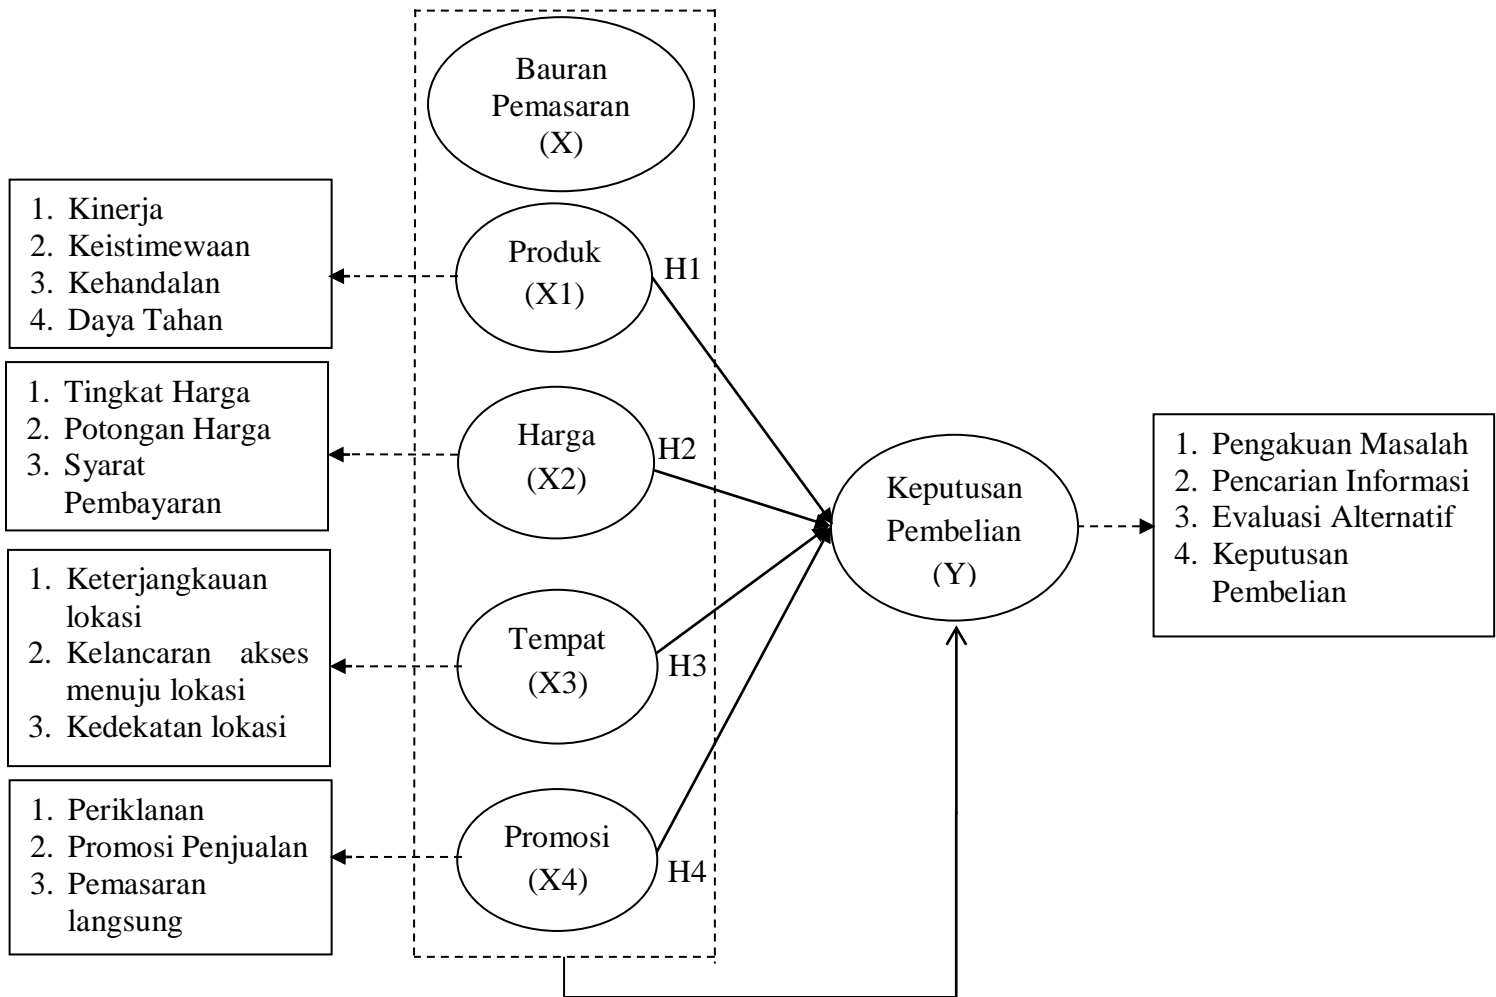 Bauran
Pemasaran
(X)
1. Kinerja
2. Keistimewaan
3. Kehandalan
4. Daya Tahan
Produk
(X1)
H1
1. Tingkat Harga
2. Potongan Harga
3. Syarat
Pembayaran
Harga
(X2)
H2
1. Keterjangkauan
lokasi
2. Kelancaran akses
menuju lokasi
3. Kedekatan lokasi
Tempat
(X3)
H3
1. Periklanan
2. Promosi Penjualan
3. Pemasaran
langsung
Promosi
(X4)
H4
Keputusan
Pembelian
(Y)
1. Pengakuan Masalah
2. Pencarian Informasi
3. Evaluasi Alternatif
4. Keputusan
Pembelian